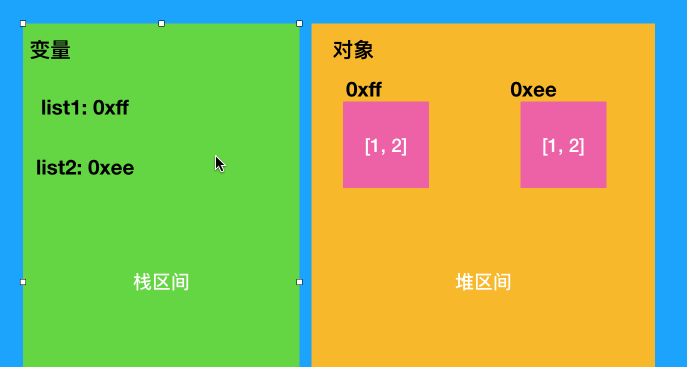 变量
list1: 0xff
list2: 0xee
栈区间
对象
0xff
0xee
[1, 2]
[1, 2]
堆区间